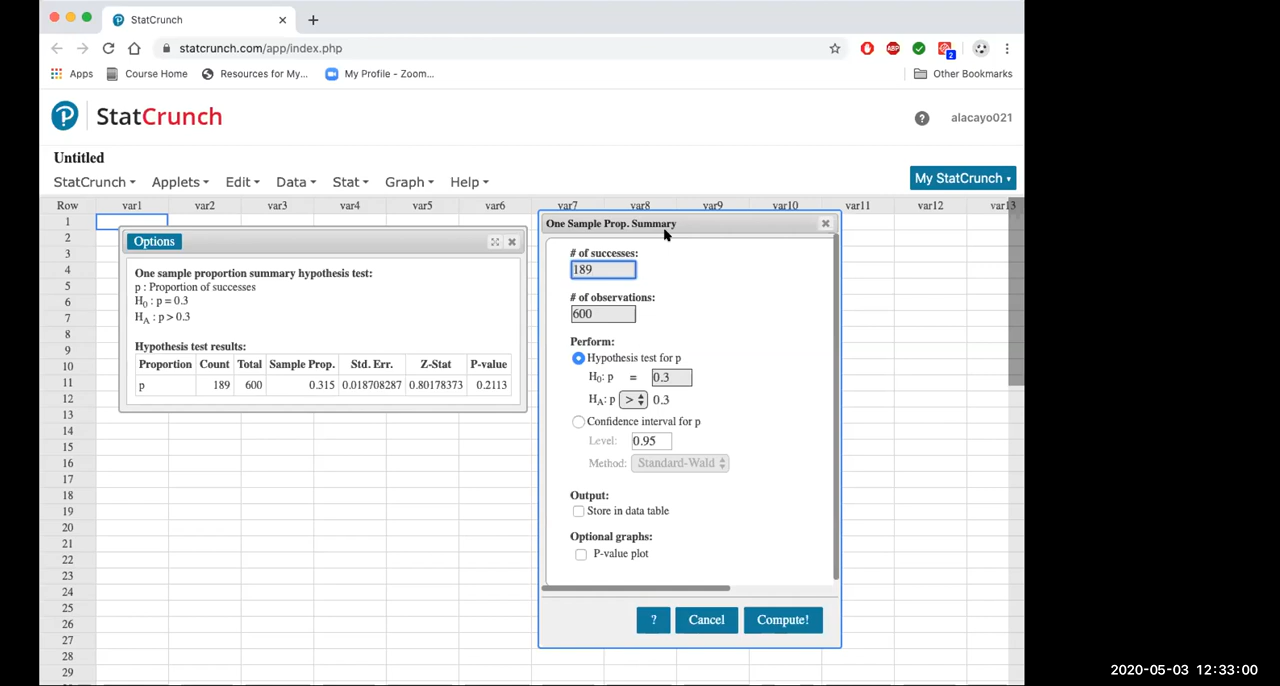 StatCrunch
statcrunch.com/app/index.php
ABP
2
Apps Course Home Resources for My... My Profile - Zoom... Other Bookmarks
StatCrunch
? alacayo021
Untitled
StatCrunch Applets Edit Data Stat Graph Help My StatCrunch
Row var1 var2 var3 var4 var5 var6 var7 var8 var9 var10 var11 var12 var13
1
2
3
4
5
6
7
8
9
10
11
12
13
14
15
16
17
18
19
20
21
22
23
24
25
26
27
28
29
Options
One sample proportion summary hypothesis test:
p : Proportion of successes
H0 : p = 0.3
HA : p > 0.3
Hypothesis test results:
Proportion Count Total Sample Prop. Std. Err. Z-Stat P-value
p 189 600 0.315 0.018708287 0.80178373 0.2113
One Sample Prop. Summary
# of successes:
189
# of observations:
600
Perform:
Hypothesis test for p
H0: p = 0.3
HA: p > 0.3
Confidence interval for p
Level: 0.95
Method: Standard-Wald
Output:
Store in data table
Optional graphs:
P-value plot
? Cancel Compute!
2020-05-03 12:33:00